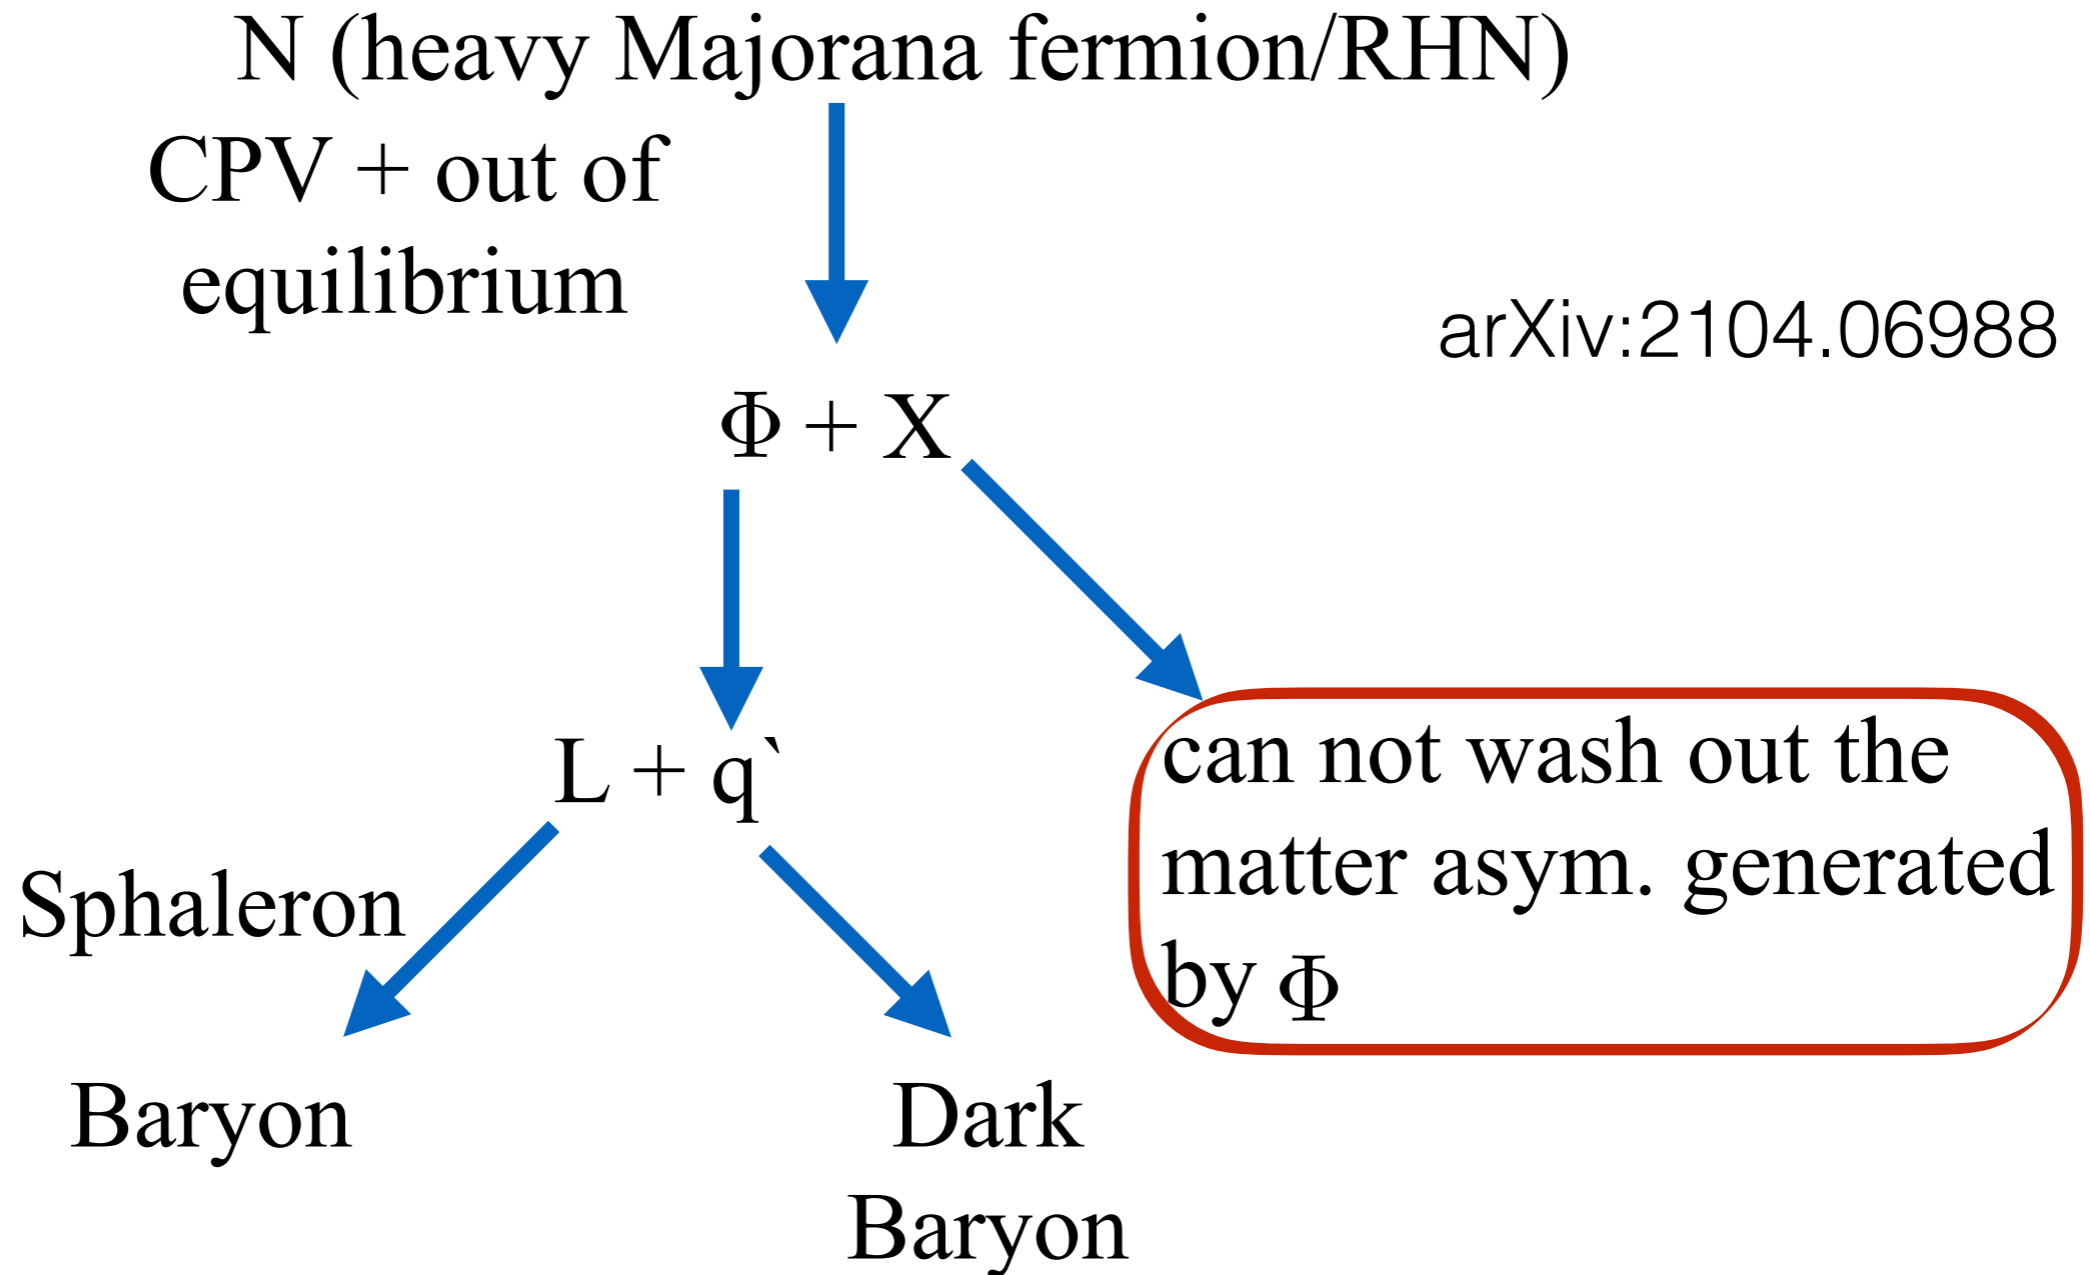 N (heavy Majorana fermion/RHN)
CPV + out of
equilibrium
arXiv:2104.06988
Φ + X
L + q`
can not wash out the
matter asym. generated
by Φ
Sphaleron
Baryon
Dark
Baryon